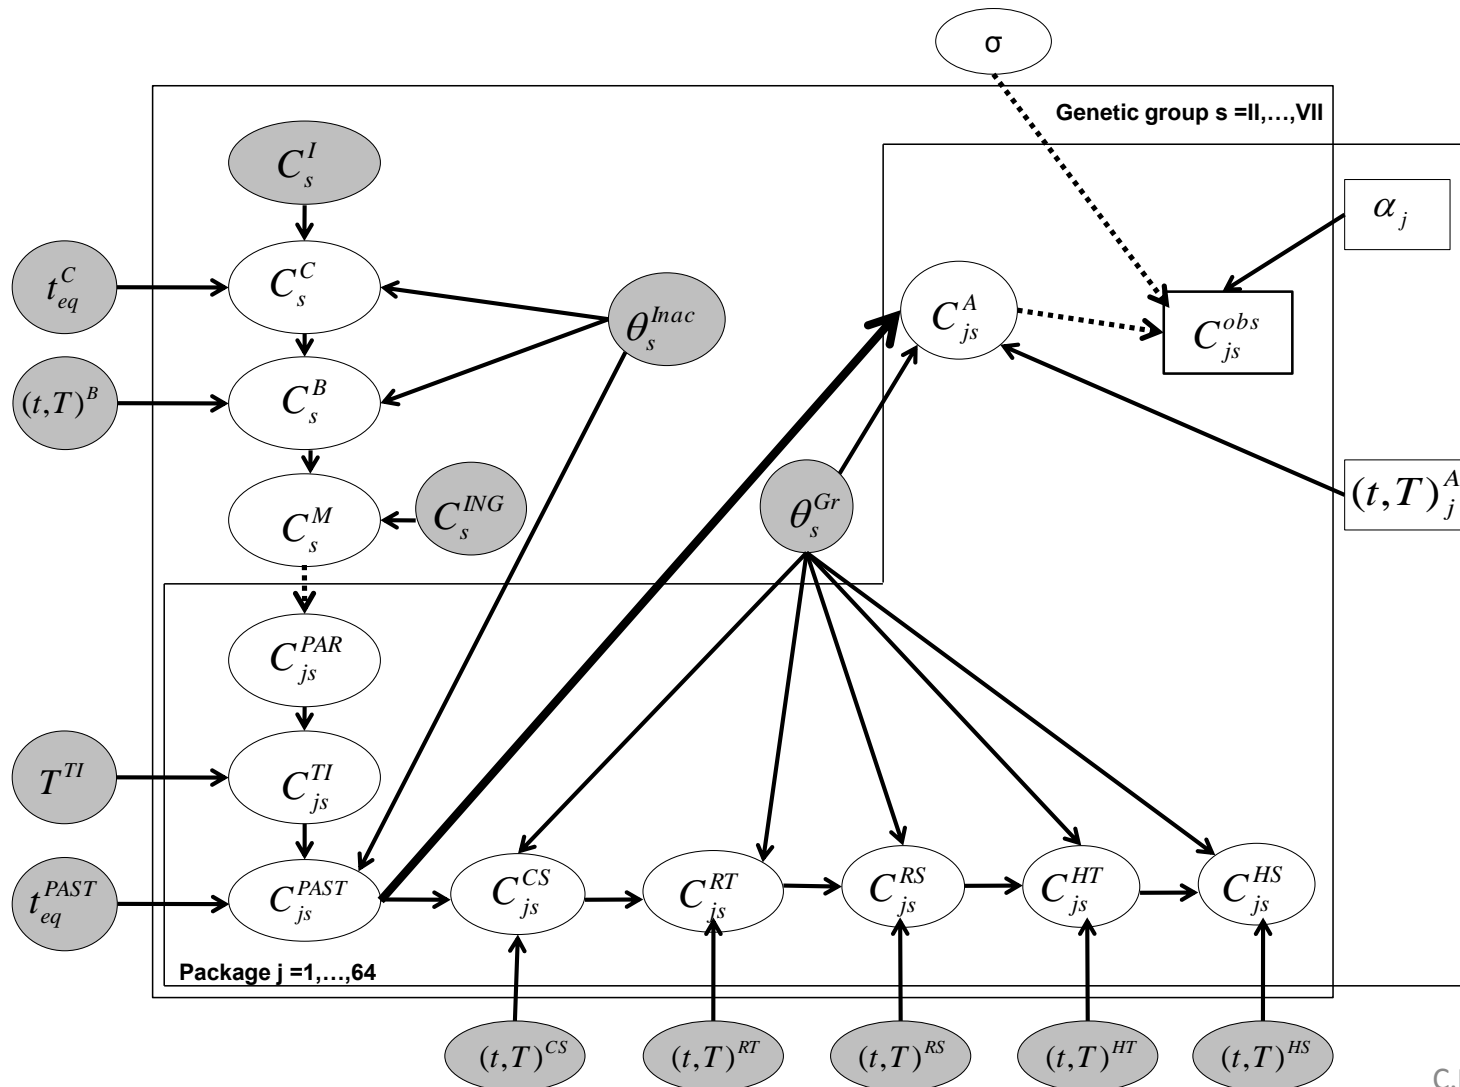 σ
Genetic group s =II,...,VII
C_s^I
α_j
t_eq^C
C_s^C
θ_s^Inac
C_js^A
C_js^obs
(t,T)^B
C_s^B
C_s^M
C_s^ING
θ_s^Gr
(t,T)_j^A
C_js^PAR
T^TI
C_js^TI
t_eq^PAST
C_js^PAST
C_js^CS
C_js^RT
C_js^RS
C_js^HT
C_js^HS
Package j =1,...,64
(t,T)^CS
(t,T)^RT
(t,T)^RS
(t,T)^HT
(t,T)^HS